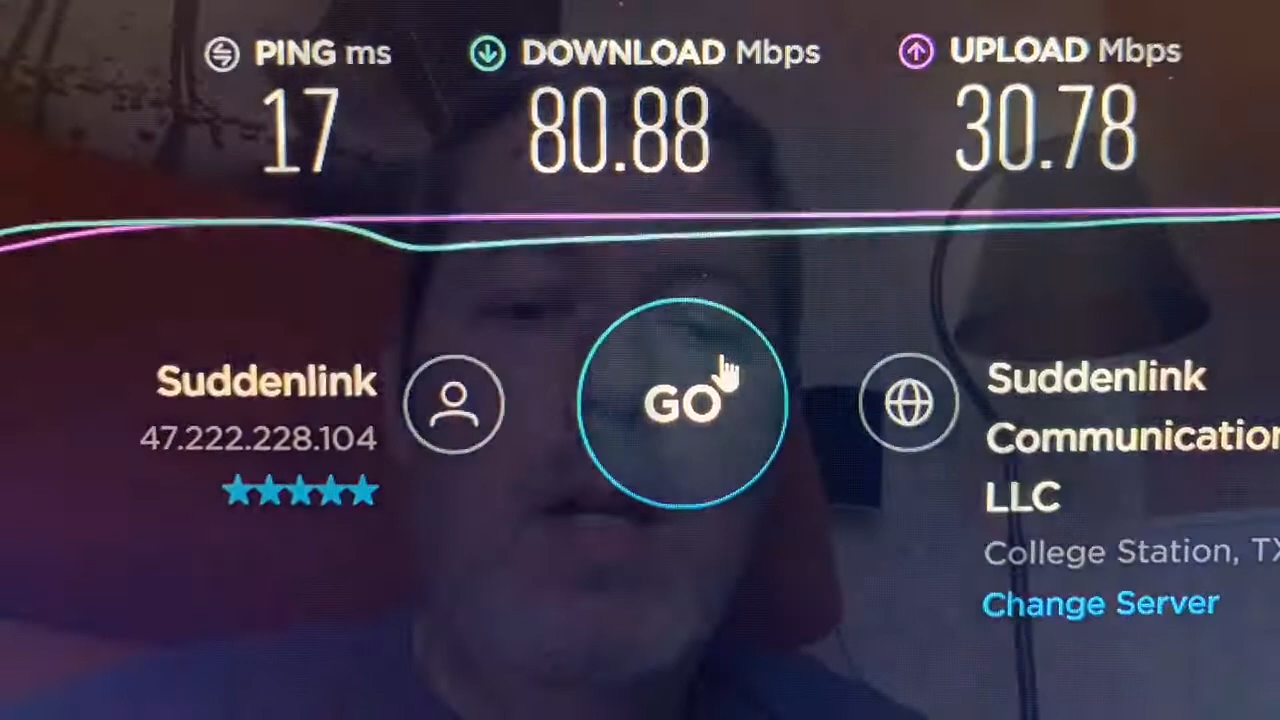 PING ms
DOWNLOAD Mbps
UPLOAD Mbps
17
80.88
30.78
Suddenlink
47.222.228.104
GO
Suddenlink
Communication
LLC
College Station, TX
Change Server